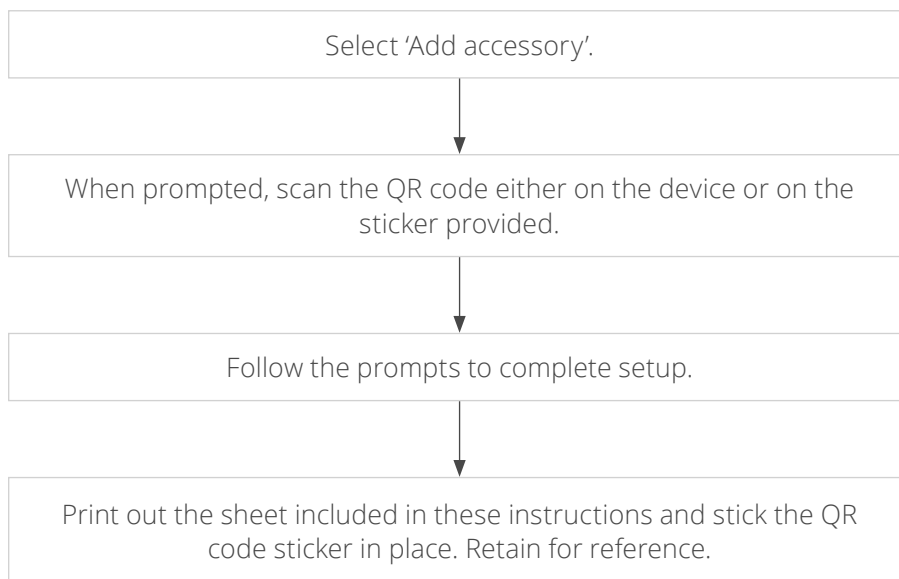 Select ‘Add accessory’.
When prompted, scan the QR code either on the device or on the
sticker provided.
Follow the prompts to complete setup.
Print out the sheet included in these instructions and stick the QR
code sticker in place. Retain for reference.